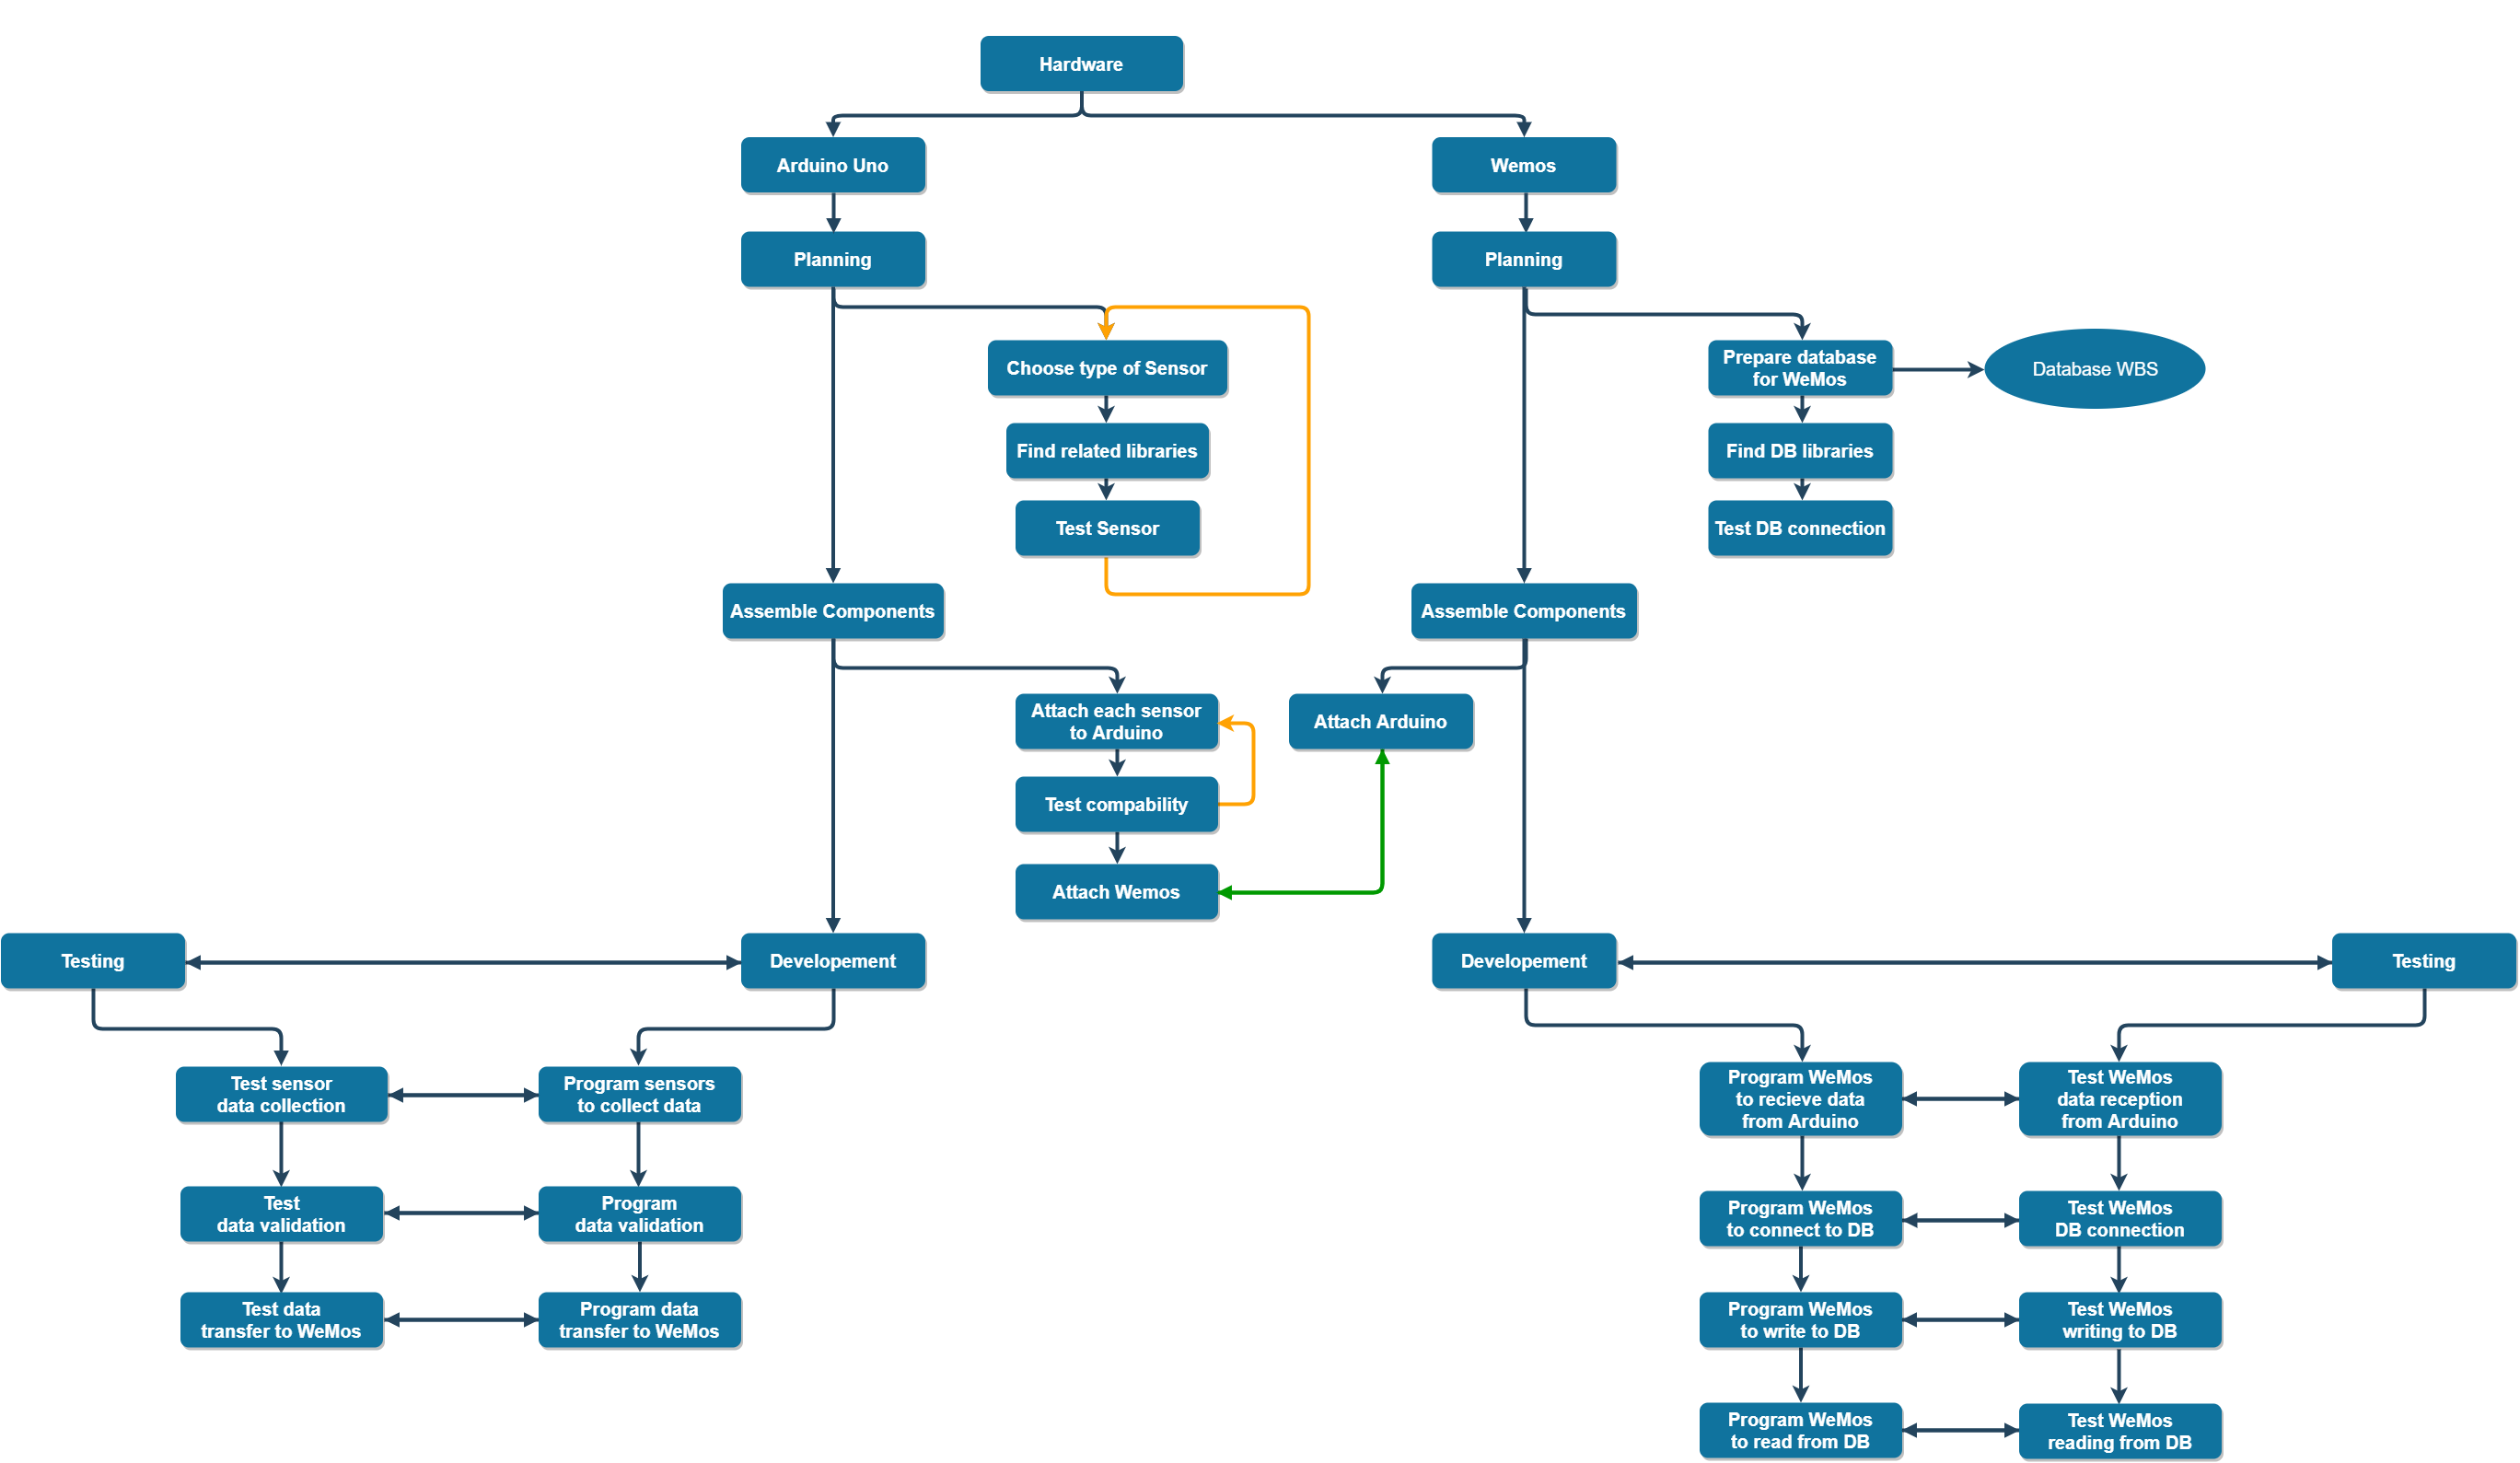 Hardware
Arduino Uno
Wemos
Planning
Planning
Choose type of Sensor
Prepare database
for WeMos
Database WBS
Find related libraries
Find DB libraries
Test Sensor
Test DB connection
Assemble Components
Assemble Components
Attach each sensor
to Arduino
Attach Arduino
Test compability
Attach Wemos
Testing
Developement
Developement
Testing
Test sensor
data collection
Program sensors
to collect data
Program WeMos
to recieve data
from Arduino
Test WeMos
data reception
from Arduino
Test
data validation
Program
data validation
Program WeMos
to connect to DB
Test WeMos
DB connection
Test data
transfer to WeMos
Program data
transfer to WeMos
Program WeMos
to write to DB
Test WeMos
writing to DB
Program WeMos
to read from DB
Test WeMos
reading from DB